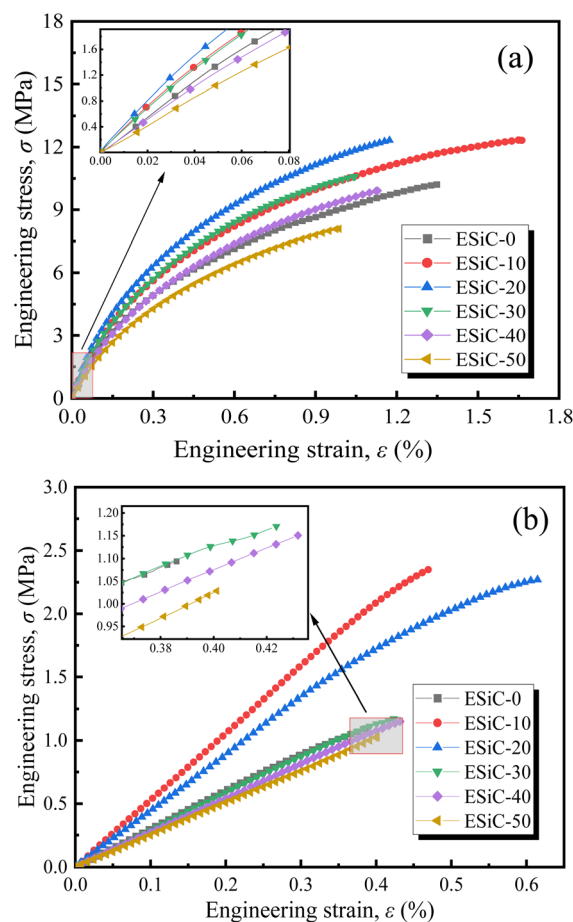 (a)
Engineering stress, σ (MPa)
18
15
12
9
6
3
0
0.0 0.3 0.6 0.9 1.2 1.5 1.8
Engineering strain, ε (%)
1.6
1.2
0.8
0.4
0.00 0.02 0.04 0.06 0.08
ESiC-0
ESiC-10
ESiC-20
ESiC-30
ESiC-40
ESiC-50
(b)
Engineering stress, σ (MPa)
3.0
2.5
2.0
1.5
1.0
0.5
0.0
0.1 0.2 0.3 0.4 0.5 0.6
Engineering strain, ε (%)
1.20
1.15
1.10
1.05
1.00
0.95
0.38 0.40 0.42
ESiC-0
ESiC-10
ESiC-20
ESiC-30
ESiC-40
ESiC-50